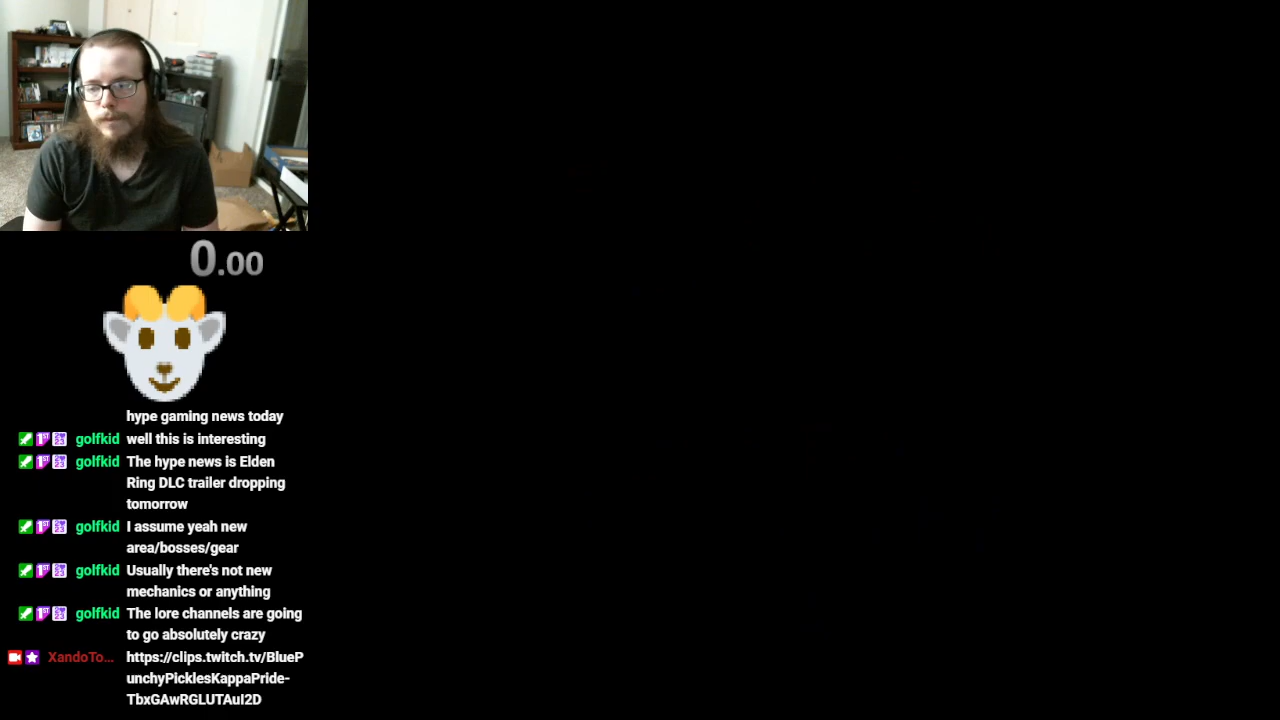 0.00
hype gaming news today
golfkid well this is interesting
golfkid The hype news is Elden
Ring DLC trailer dropping
tomorrow
golfkid I assume yeah new
area/bosses/gear
golfkid Usually there's not new
mechanics or anything
golfkid The lore channels are going
to go absolutely crazy
XandoTo... https://clips.twitch.tv/BlueP
unchyPicklesKappaPride-
TbxGAwRGLUTAuI2D